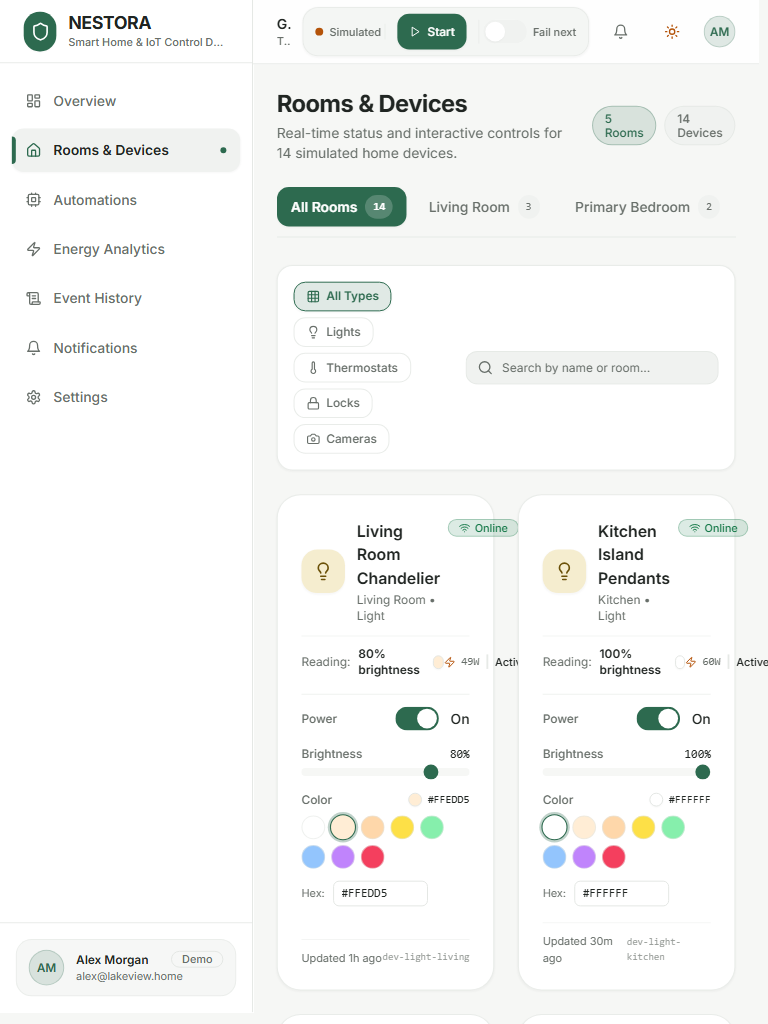 NESTORA
Smart Home & IoT Control D...
G.
T..
Simulated
Start
Fail next
AM
Overview
Rooms & Devices
Automations
Energy Analytics
Event History
Notifications
Settings
Alex Morgan
Demo
alex@lakeview.home
AM
Rooms & Devices
Real-time status and interactive controls for
14 simulated home devices.
5
Rooms
14
Devices
All Rooms 14
Living Room 3
Primary Bedroom 2
All Types
Lights
Thermostats
Locks
Cameras
Search by name or room...
Living
Room
Chandelier
Online
Living Room •
Light
Reading:
80%
brightness
49W
Activ
Power
On
Brightness
80%
Color
#FFEDD5
Hex:
#FFEDD5
Updated 1h ago
dev-light-living
Kitchen
Island
Pendants
Online
Kitchen •
Light
Reading:
100%
brightness
60W
Active
Power
On
Brightness
100%
Color
#FFFFFF
Hex:
#FFFFFF
Updated 30m
ago
dev-light-
kitchen